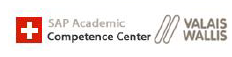 SAP Academic
Competence Center
VALAIS
WALLIS